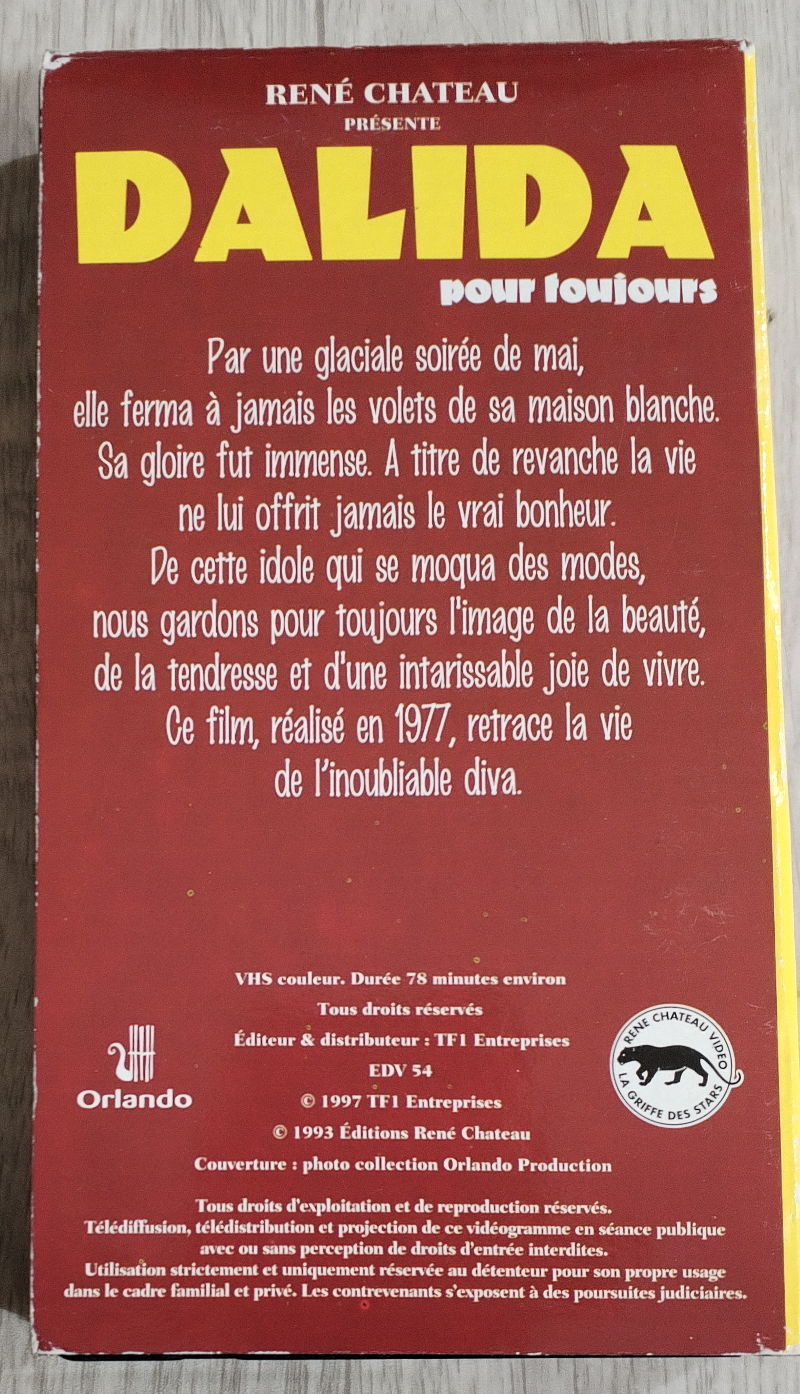 RENÉ CHATEAU
PRÉSENTE
DALIDA
pour toujours
Par une glaciale soirée de mai,
elle ferma à jamais les volets de sa maison blanche.
Sa gloire fut immense. A titre de revanche la vie
ne lui offrit jamais le vrai bonheur.
De cette idole qui se moqua des modes,
nous gardons pour toujours l'image de la beauté,
de la tendresse et d'une intarissable joie de vivre.
Ce film, réalisé en 1977, retrace la vie
de l'inoubliable diva.
VHS couleur. Durée 78 minutes environ
Tous droits réservés
Éditeur & distributeur : TF1 Entreprises
EDV 54
© 1997 TF1 Entreprises
© 1993 Éditions René Chateau
Couverture : photo collection Orlando Production
Orlando
RENE CHATEAU VIDEO
LA GRIFFE DES STARS
Tous droits d'exploitation et de reproduction réservés.
Télédiffusion, télédistribution et projection de ce vidéogramme en séance publique
avec ou sans perception de droits d'entrée interdites.
Utilisation strictement et uniquement réservée au détenteur pour son propre usage
dans le cadre familial et privé. Les contrevenants s'exposent à des poursuites judiciaires.